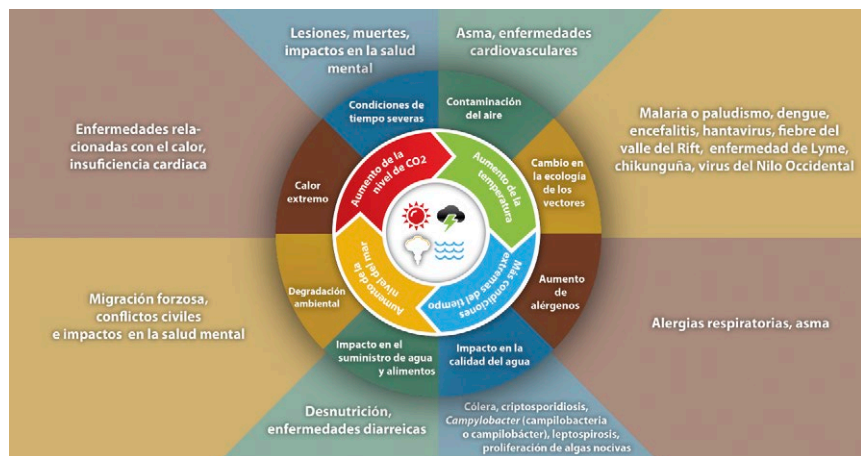 Lesiones, muertes,
impactos en la salud
mental
Asma, enfermedades
cardiovasculares
Condiciones de
tiempo severas
Contaminación
del aire
Enfermedades rela-
cionadas con el calor,
insuficiencia cardiaca
Malaria o paludismo, dengue,
encefalitis, hantavirus, fiebre del
valle del Rift, enfermedad de Lyme,
chikunguña, virus del Nilo Occidental
Calor
extremo
Aumento de la
nivel de CO2
Aumento de la
temperatura
Cambio en
la ecología
de los
vectores
Degradación
ambiental
Aumento de la
nivel del mar
Mas condiciones
extremas del tiempo
Aumento
de
alérgenos
Migración forzosa,
conflictos civiles
e impactos en la salud mental
Alergias respiratorias, asma
Impacto en el
suministro de agua
y alimentos
Impacto en la
calidad del agua
Desnutrición,
enfermedades diarreicas
Cólera, criptosporidiosis,
Campylobacter (campilobacteria
o campilobácter), leptospirosis,
proliferación de algas nocivas